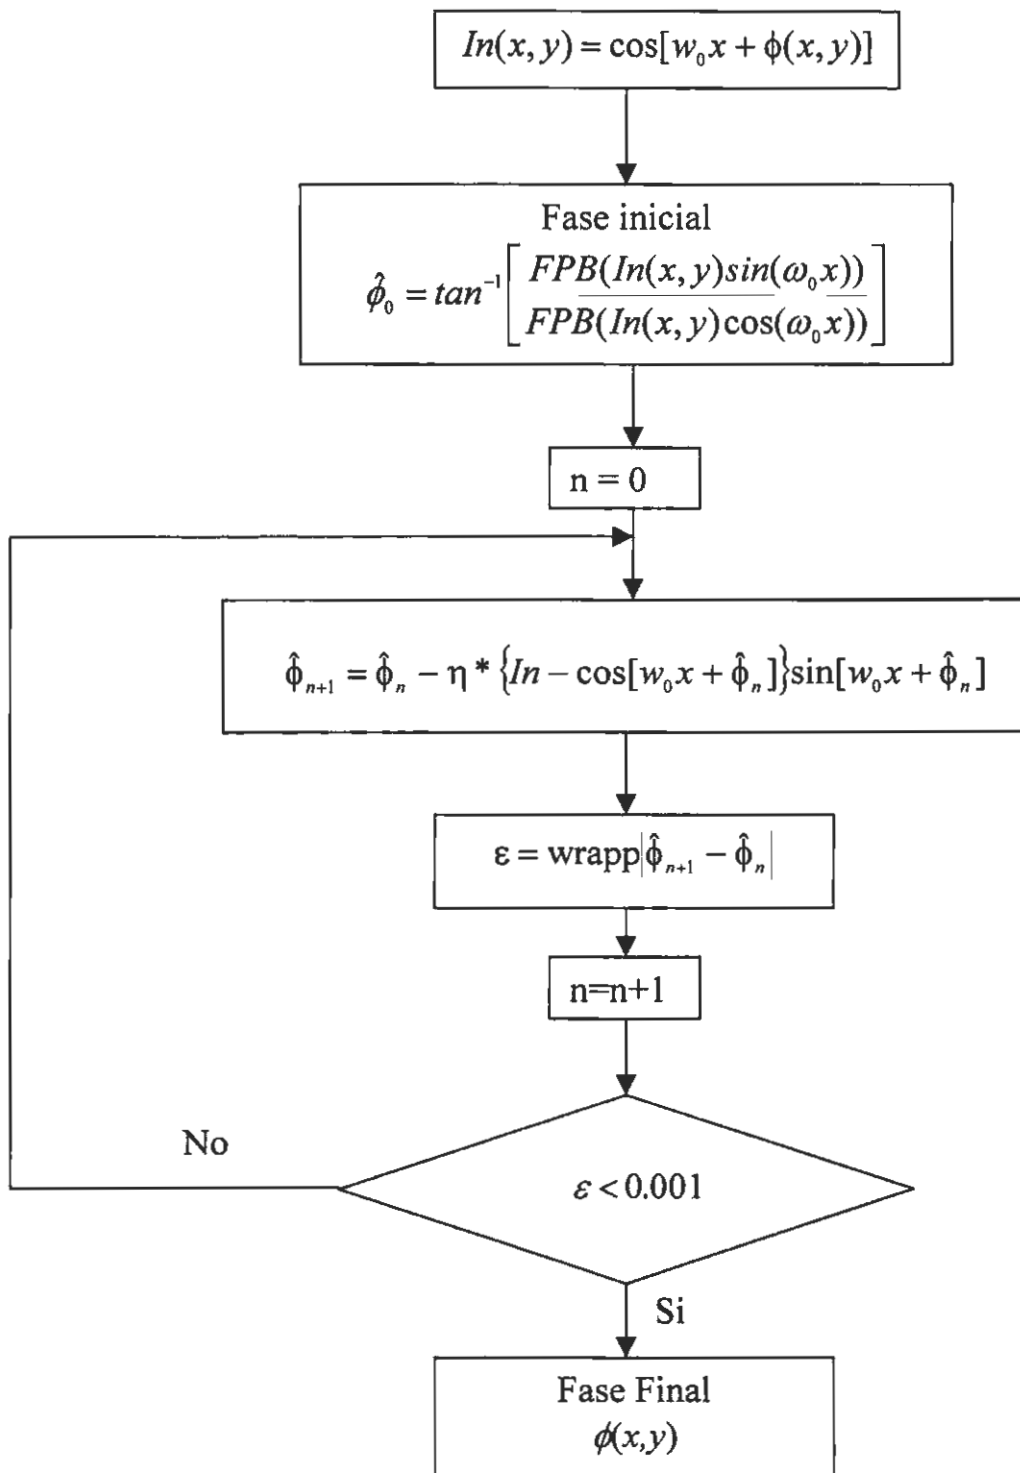 In(x, y) = cos[w₀x + ϕ(x, y)]
Fase inicial
ϕ̂₀ = tan⁻¹[FPB(In(x, y)sin(ω₀x)) / FPB(In(x, y)cos(ω₀x))]
n = 0
ϕ̂ₙ₊₁ = ϕ̂ₙ − η * {In − cos[w₀x + ϕ̂ₙ]}sin[w₀x + ϕ̂ₙ]
ε = wrapp|ϕ̂ₙ₊₁ − ϕ̂ₙ|
n=n+1
No
ε < 0.001
Si
Fase Final
ϕ(x,y)